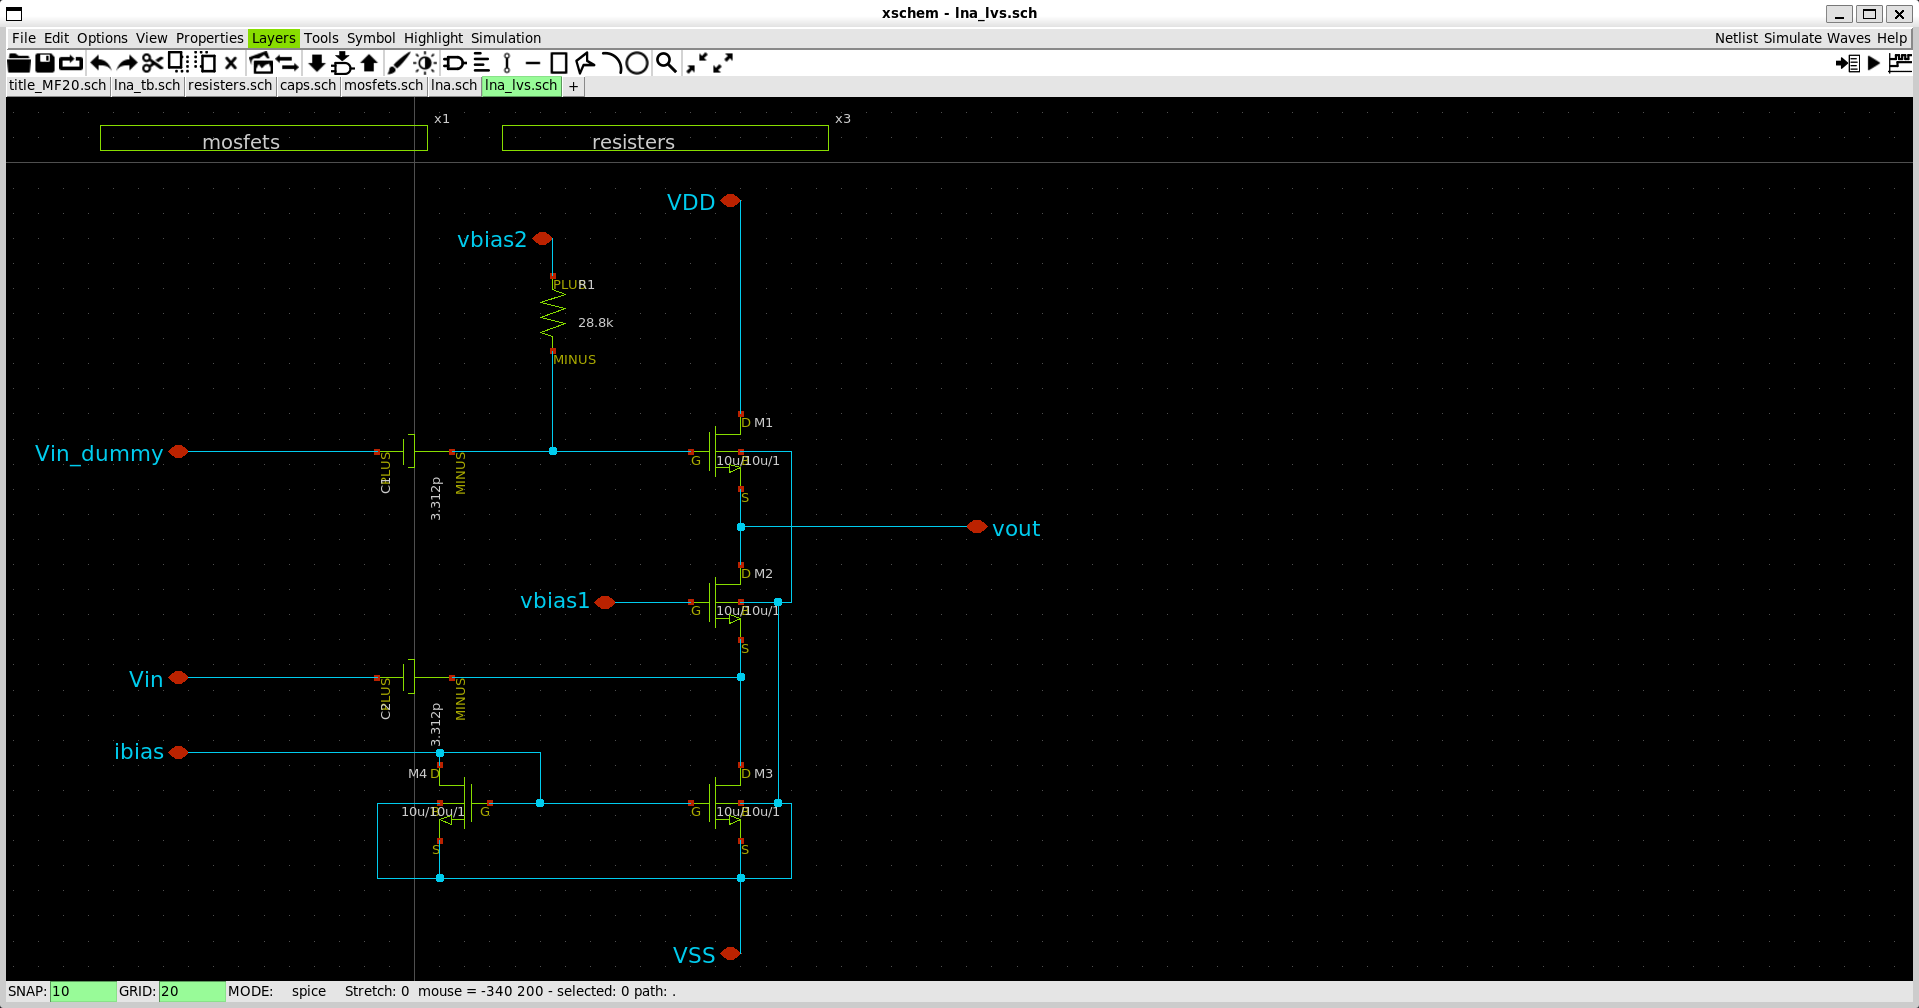 xschem - lna_lvs.sch
File Edit Options View Properties Layers Tools Symbol Highlight Simulation Netlist Simulate Waves Help
title_MF20.sch lna_tb.sch resisters.sch caps.sch mosfets.sch lna.sch lna_lvs.sch +
mosfets x1 resisters x3
VDD
vbias2
PLUS R1
28.8k
MINUS
D M1
Vin_dummy
G 10u/1 10u/1
PLUS C1 MINUS 3.312p
S
vout
D M2
vbias1
G 10u/1 10u/1
S
Vin
PLUS C2 MINUS 3.312p
ibias
M4 D D M3
10u/1 10u/1 G G 10u/1 10u/1
S S
VSS
SNAP: 10 GRID: 20 MODE: spice Stretch: 0 mouse = -340 200 - selected: 0 path: .